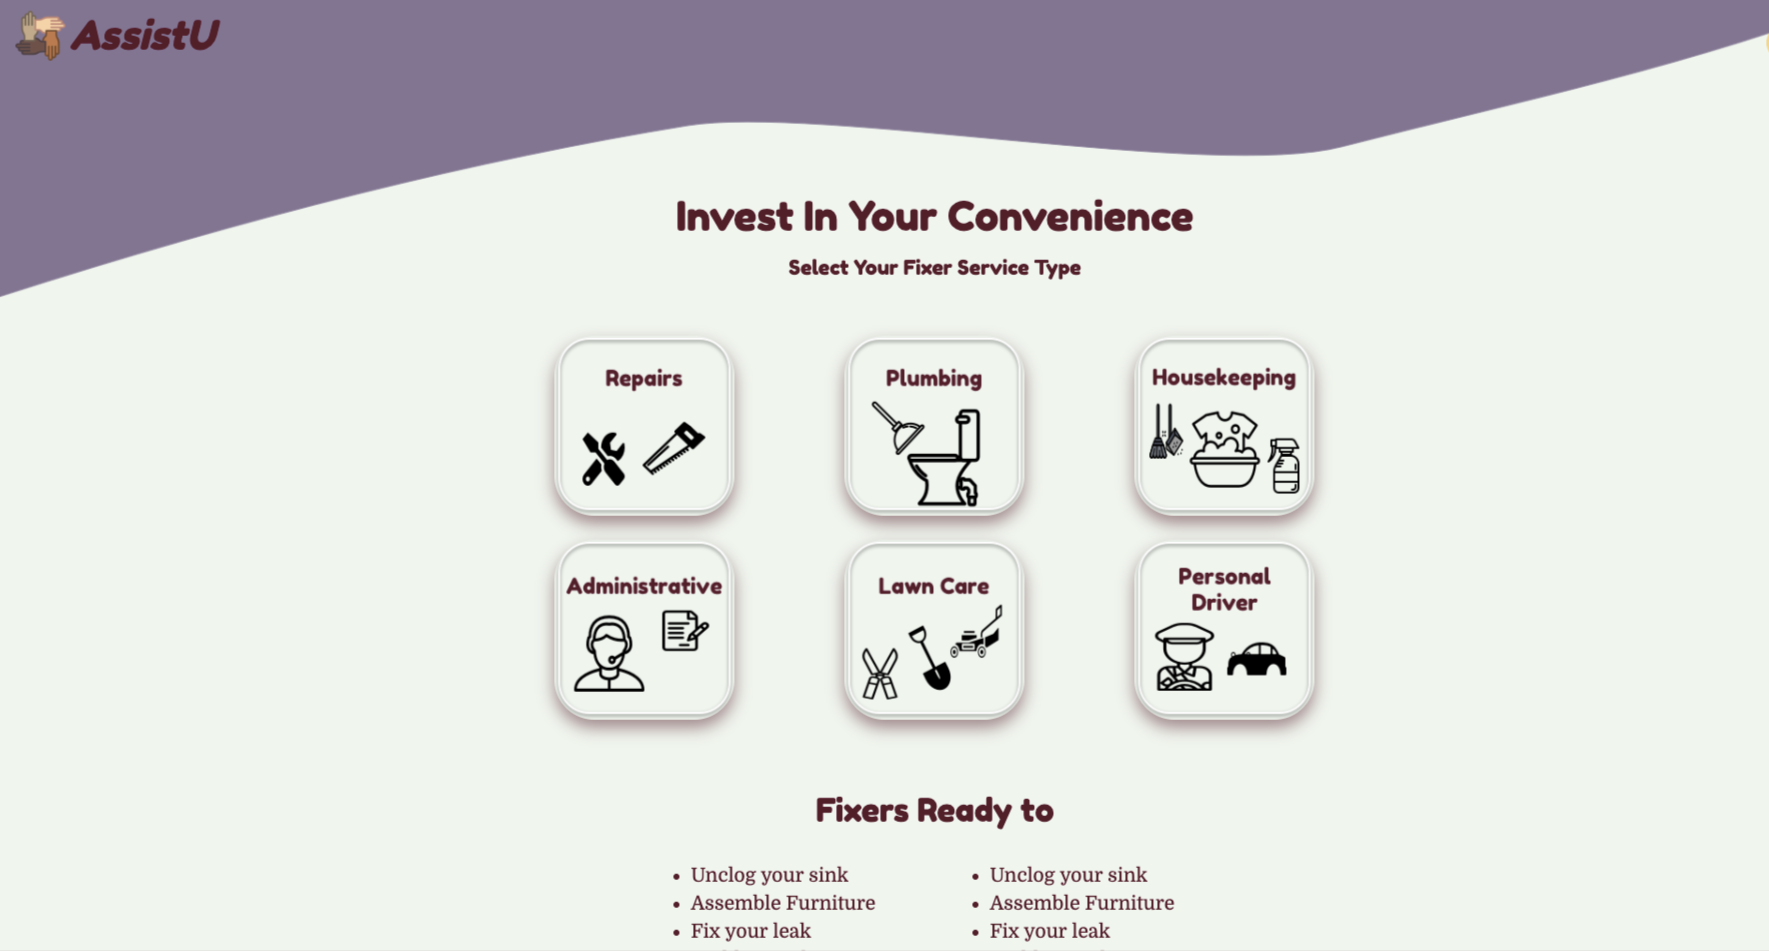 AssistU
Invest In Your Convenience
Select Your Fixer Service Type
Repairs
Plumbing
Housekeeping
Administrative
Lawn Care
Personal
Driver
Fixers Ready to
• Unclog your sink
• Assemble Furniture
• Fix your leak
• Unclog your sink
• Assemble Furniture
• Fix your leak